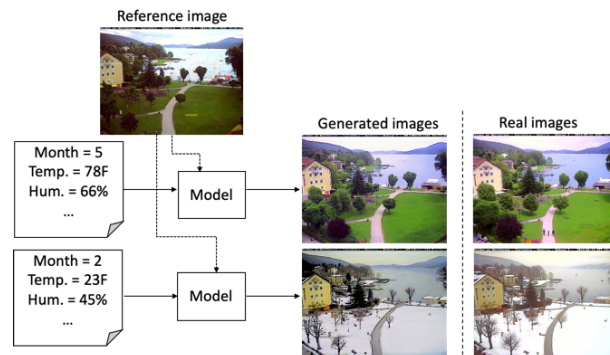 Reference image
Generated images
Real images
Month = 5
Temp. = 78F
Hum. = 66%
...
Model
Month = 2
Temp. = 23F
Hum. = 45%
...
Model